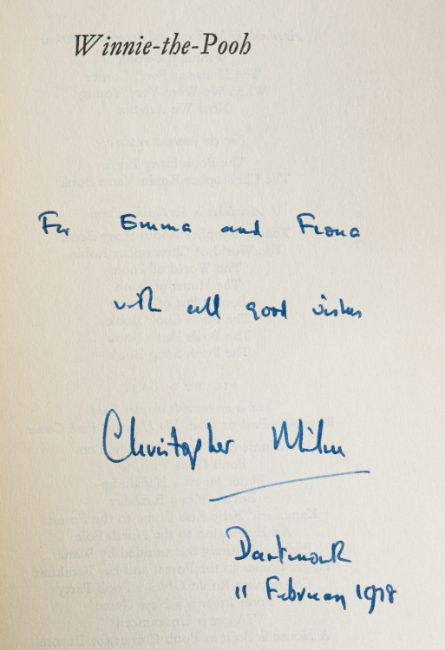 Winnie-the-Pooh
For Emma and Fiona
with all good wishes
Christopher Milne
Dartmouth
11 February 1978